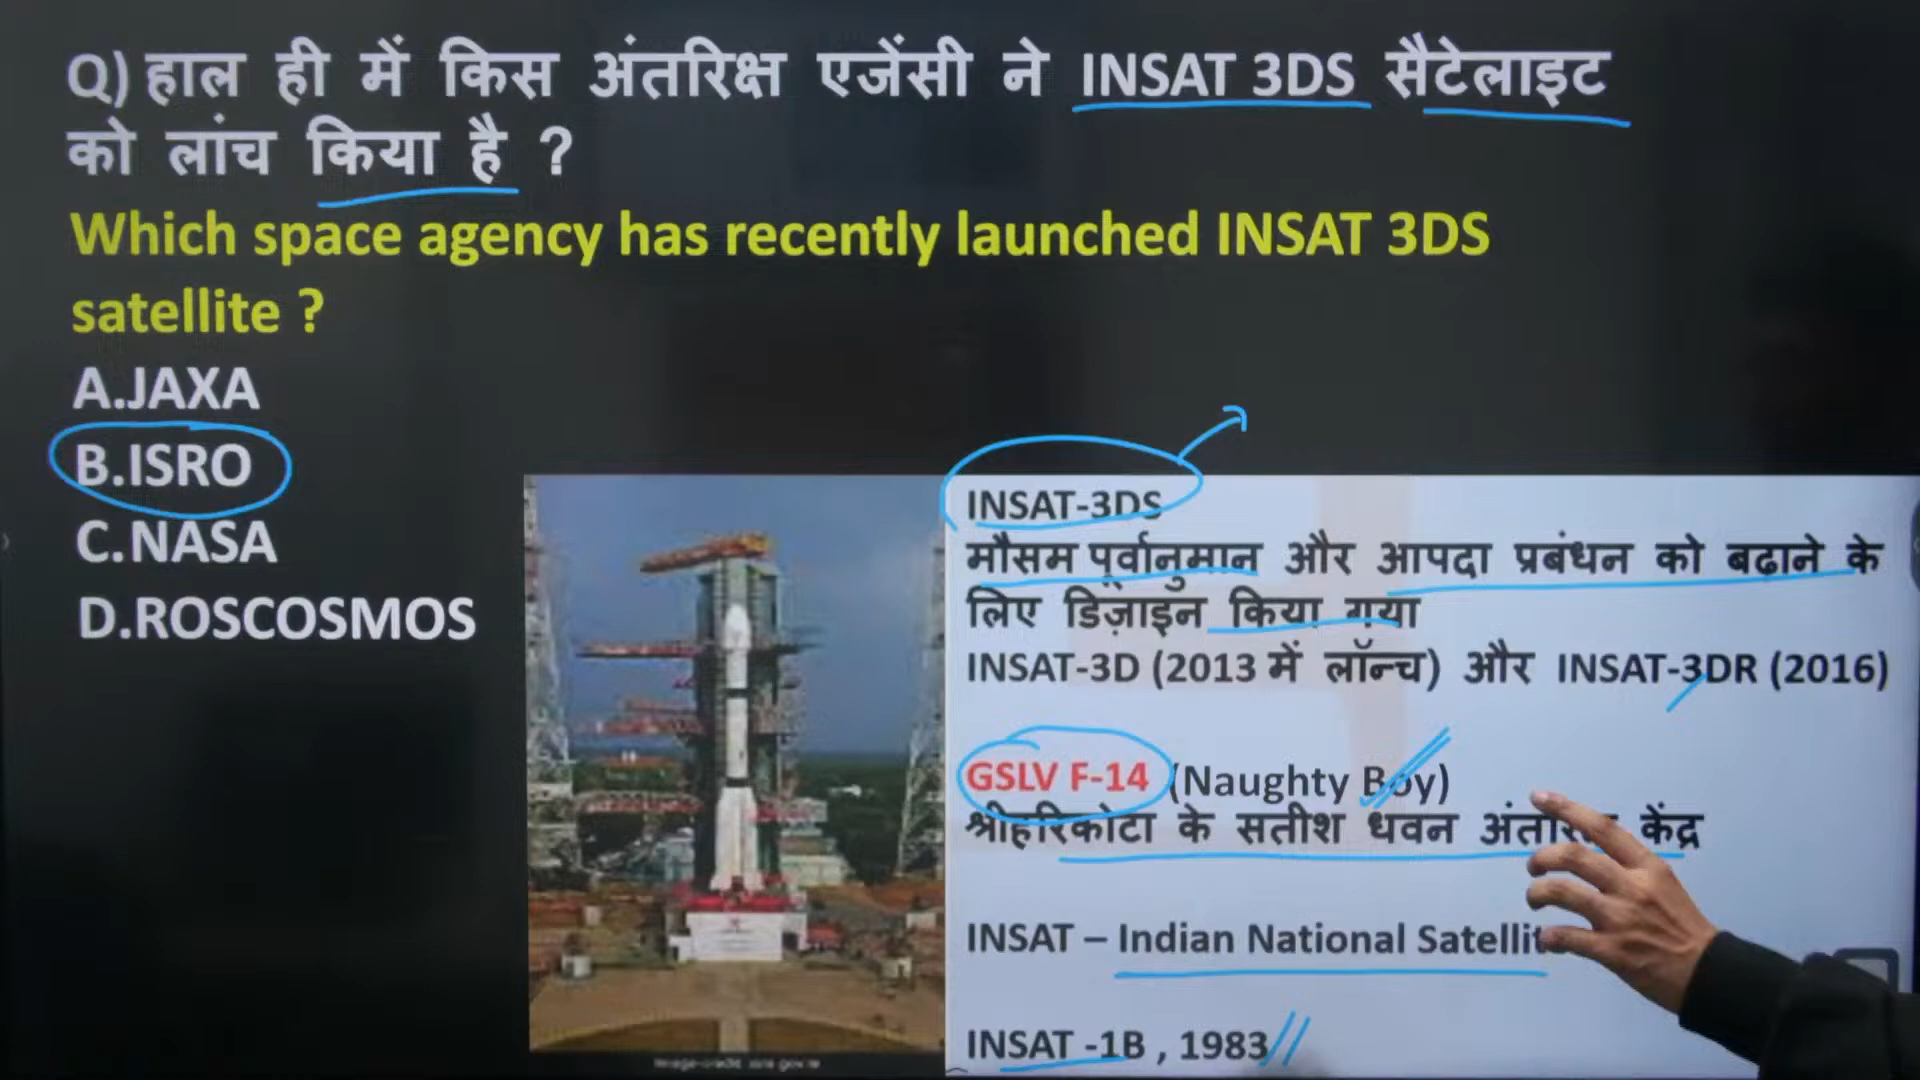 Q) हाल ही में किस अंतरिक्ष एजेंसी ने INSAT 3DS सैटेलाइट
को लांच किया है ?
Which space agency has recently launched INSAT 3DS
satellite ?
A.JAXA
B.ISRO
C.NASA
D.ROSCOSMOS
INSAT-3DS
मौसम पूर्वानुमान और आपदा प्रबंधन को बढाने के
लिए डिज़ाइन किया गया
INSAT-3D (2013 में लॉन्च) और INSAT-3DR (2016)
GSLV F-14 (Naughty Boy)
श्रीहरिकोटा के सतीश धवन केंद्र
INSAT – Indian National
INSAT -1B , 1983